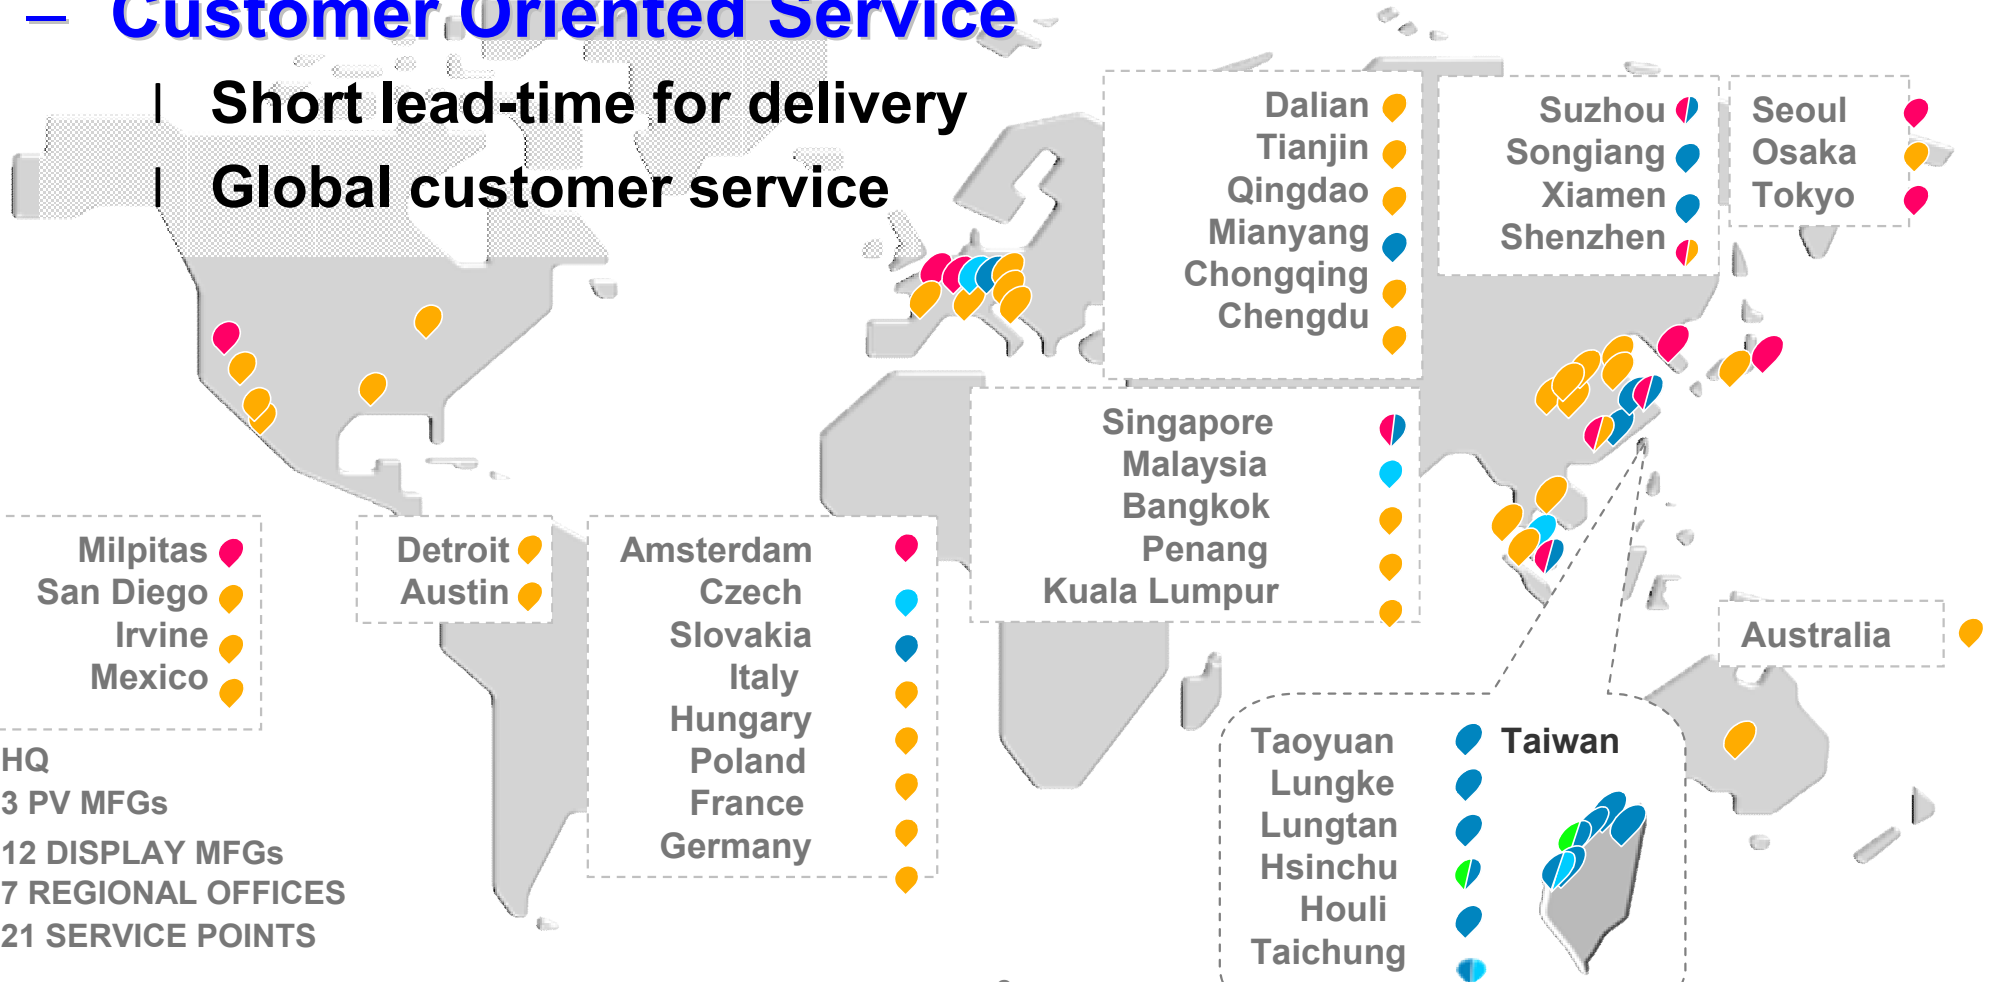 – Customer Oriented Service
Short lead-time for delivery
Global customer service
Dalian
Tianjin
Qingdao
Mianyang
Chongqing
Chengdu
Suzhou
Songiang
Xiamen
Shenzhen
Seoul
Osaka
Tokyo
Singapore
Malaysia
Bangkok
Penang
Kuala Lumpur
Milpitas
San Diego
Irvine
Mexico
Detroit
Austin
Amsterdam
Czech
Slovakia
Italy
Hungary
Poland
France
Germany
Australia
Taoyuan
Lungke
Lungtan
Hsinchu
Houli
Taichung
Taiwan
HQ
3 PV MFGs
12 DISPLAY MFGs
7 REGIONAL OFFICES
21 SERVICE POINTS